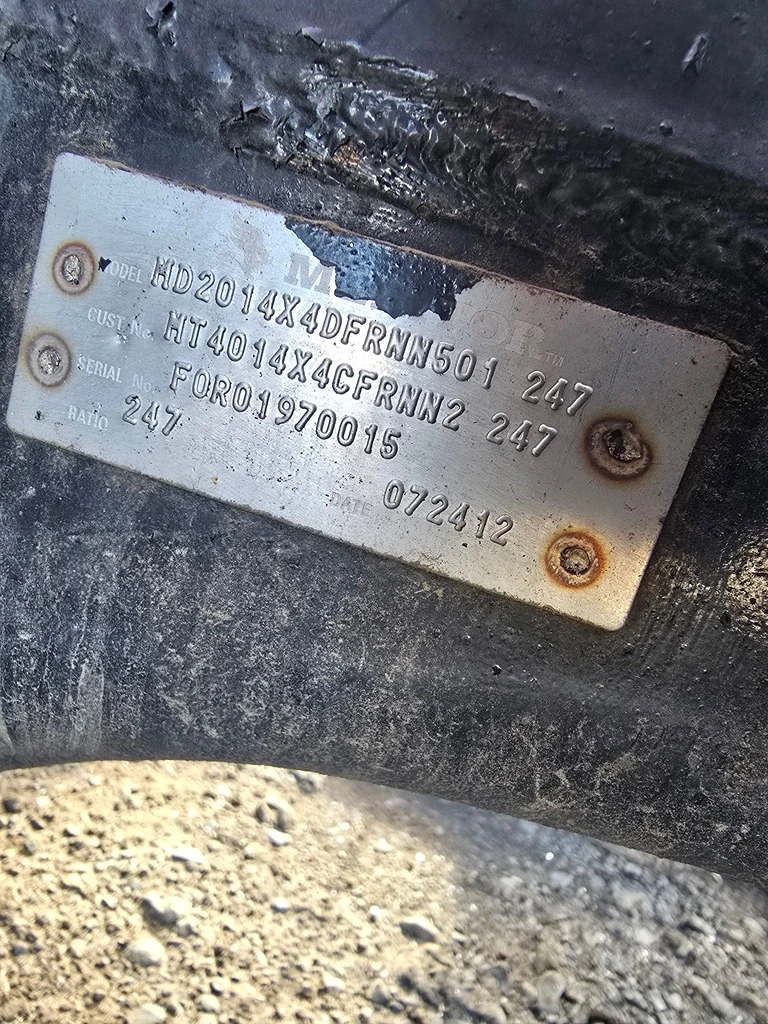 MODEL MD2014X4DFRNN501 247
CUST. No. MT4014X4CFRNN2 247
SERIAL No. FOR01970015
RATIO 247
DATE 072412